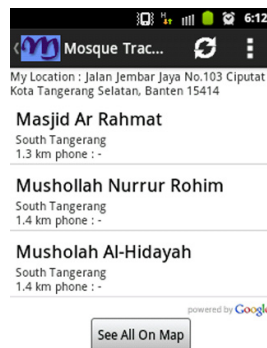 6:12
Mosque Trac...
My Location : Jalan Jembar Jaya No.103 Ciputat
Kota Tangerang Selatan, Banten 15414
Masjid Ar Rahmat
South Tangerang
1.3 km phone : -
Mushollah Nurrur Rohim
South Tangerang
1.4 km phone : -
Musholah Al-Hidayah
South Tangerang
1.4 km phone : -
powered by Google
See All On Map